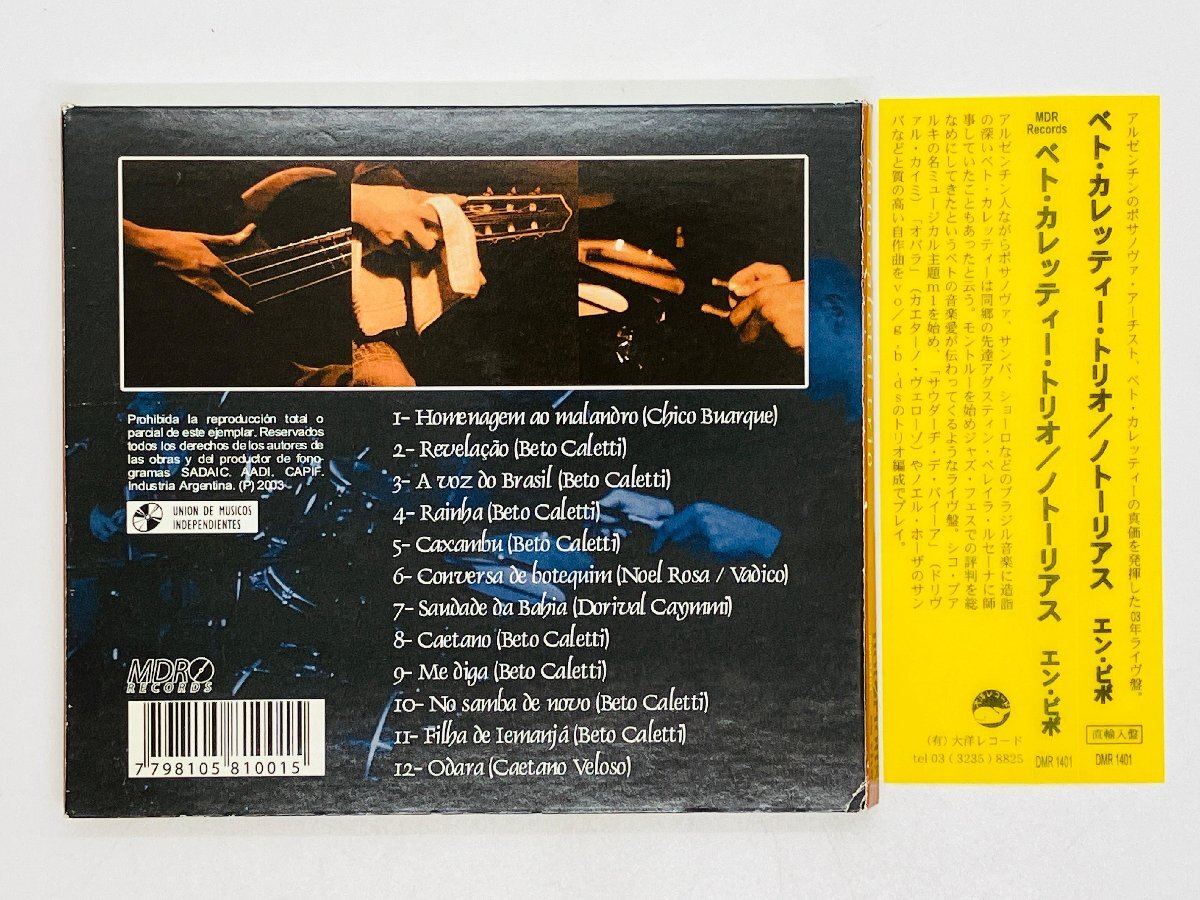 Prohibida la reproducción total o
parcial de este ejemplar. Reservados
todos los derechos de los autores de
las obras y del productor de fono-
gramas SADAIC. AADI. CAPIF.
Industria Argentina. (P) 2003
UNION DE MUSICOS
INDEPENDIENTES
MDR
RECORDS
7 798105 810015
1- Homenagem ao malandro (Chico Buarque)
2- Revelação (Beto Caletti)
3- A voz do Brasil (Beto Caletti)
4- Rainha (Beto Caletti)
5- Caxambu (Beto Caletti)
6- Conversa de botequim (Noel Rosa / Vadico)
7- Saudade da Bahia (Dorival Caymmi)
8- Caetano (Beto Caletti)
9- Me diga (Beto Caletti)
10- No samba de novo (Beto Caletti)
11- Filha de Iemanjá (Beto Caletti)
12- Odara (Caetano Veloso)
アルゼンチンのボサノヴァ・アーチスト、ベト・カレッティーの真価を発揮した03年ライヴ盤。
ベト・カレッティー・トリオ/ノトーリアス エン・ビボ
直輸入盤
DMR 1401
MDR
Records
ベト・カレッティー・トリオ/ノトーリアス エン・ビボ
DMR 1401
アルゼンチン人ながらボサノヴァ、サンバ、ショーロなどのブラジル音楽に造詣
の深いベト・カレッティーは同郷の先達アグスティン・ペレイラ・ルセーナに師
事していたこともあったと云う。モントルーを始めジャズ・フェスでの評判を総
なめにしてきたというベトの音楽愛が伝わってくるようなライヴ盤。シコ・ブア
ルキの名ミュージカル主題m1を始め、「サウダーヂ・デ・バイーア」（ドリヴ
ァル・カイミ）「オバラ」（カエターノ・ヴェローゾ）やノエル・ホーザのサン
バなどと質の高い自作曲をvo/g,b,dsのトリオ編成でプレイ。
（有）大洋レコード
tel 03 ( 3235 ) 8825